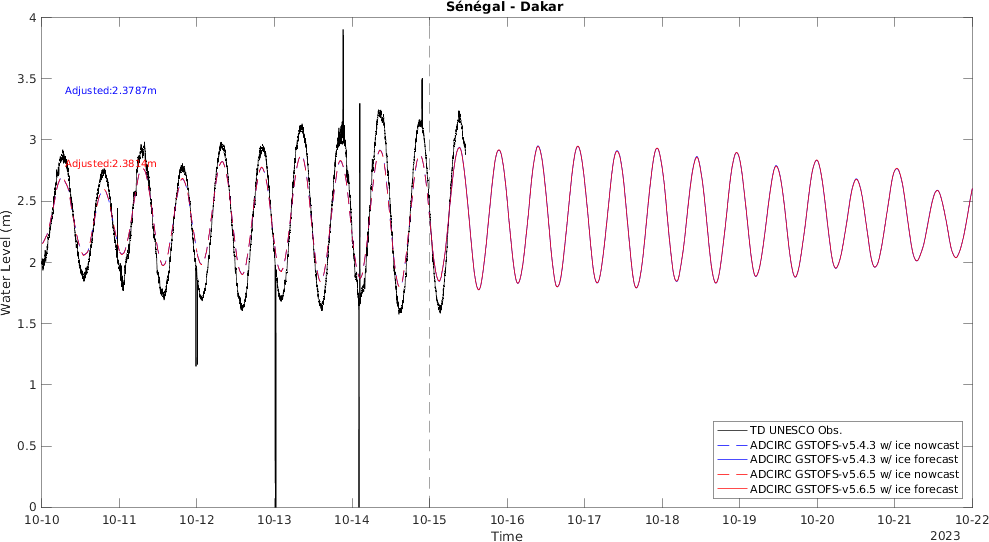 Sénégal - Dakar
4
3.5
3
2.5
2
1.5
1
0.5
0
Water Level (m)
Adjusted:2.3787m
Adjusted:2.3814m
TD UNESCO Obs.
ADCIRC GSTOFS-v5.4.3 w/ ice nowcast
ADCIRC GSTOFS-v5.4.3 w/ ice forecast
ADCIRC GSTOFS-v5.6.5 w/ ice nowcast
ADCIRC GSTOFS-v5.6.5 w/ ice forecast
10-10 10-11 10-12 10-13 10-14 10-15 10-16 10-17 10-18 10-19 10-20 10-21 10-22
Time
2023